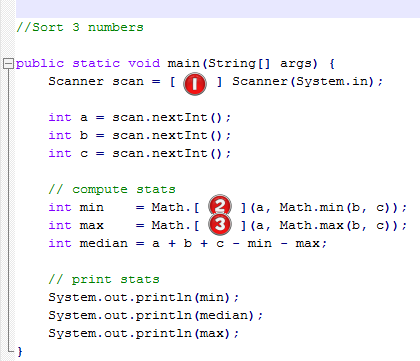 //Sort 3 numbers
public static void main(String[] args) {
Scanner scan = [ 1 ] Scanner(System.in);
int a = scan.nextInt();
int b = scan.nextInt();
int c = scan.nextInt();
// compute stats
int min = Math.[ 2 ](a, Math.min(b, c));
int max = Math.[ 3 ](a, Math.max(b, c));
int median = a + b + c - min - max;
// print stats
System.out.println(min);
System.out.println(median);
System.out.println(max);
}